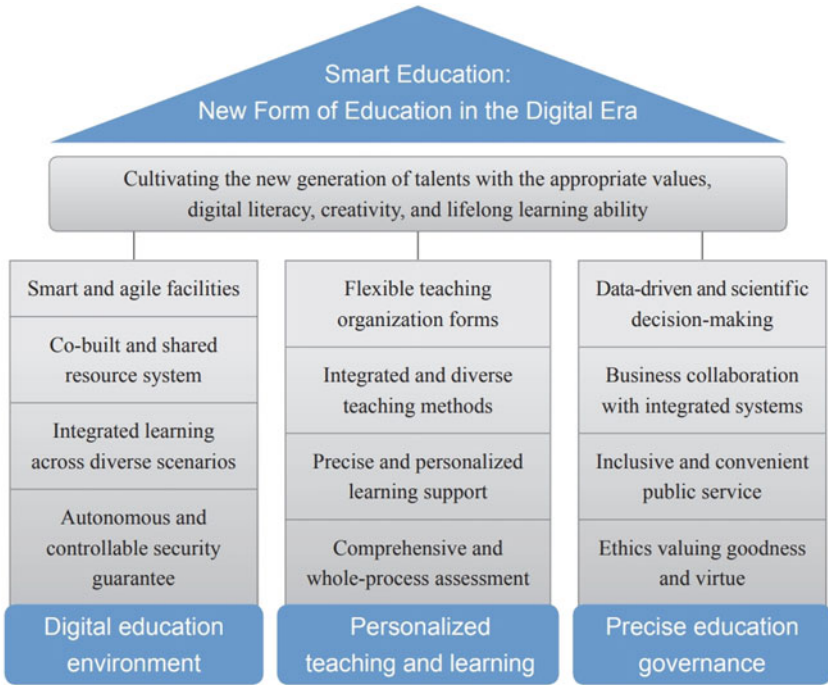 Smart Education:
New Form of Education in the Digital Era
Cultivating the new generation of talents with the appropriate values,
digital literacy, creativity, and lifelong learning ability
Smart and agile facilities
Co-built and shared
resource system
Integrated learning
across diverse scenarios
Autonomous and
controllable security
guarantee
Digital education
environment
Flexible teaching
organization forms
Integrated and diverse
teaching methods
Precise and personalized
learning support
Comprehensive and
whole-process assessment
Personalized
teaching and learning
Data-driven and scientific
decision-making
Business collaboration
with integrated systems
Inclusive and convenient
public service
Ethics valuing goodness
and virtue
Precise education
governance